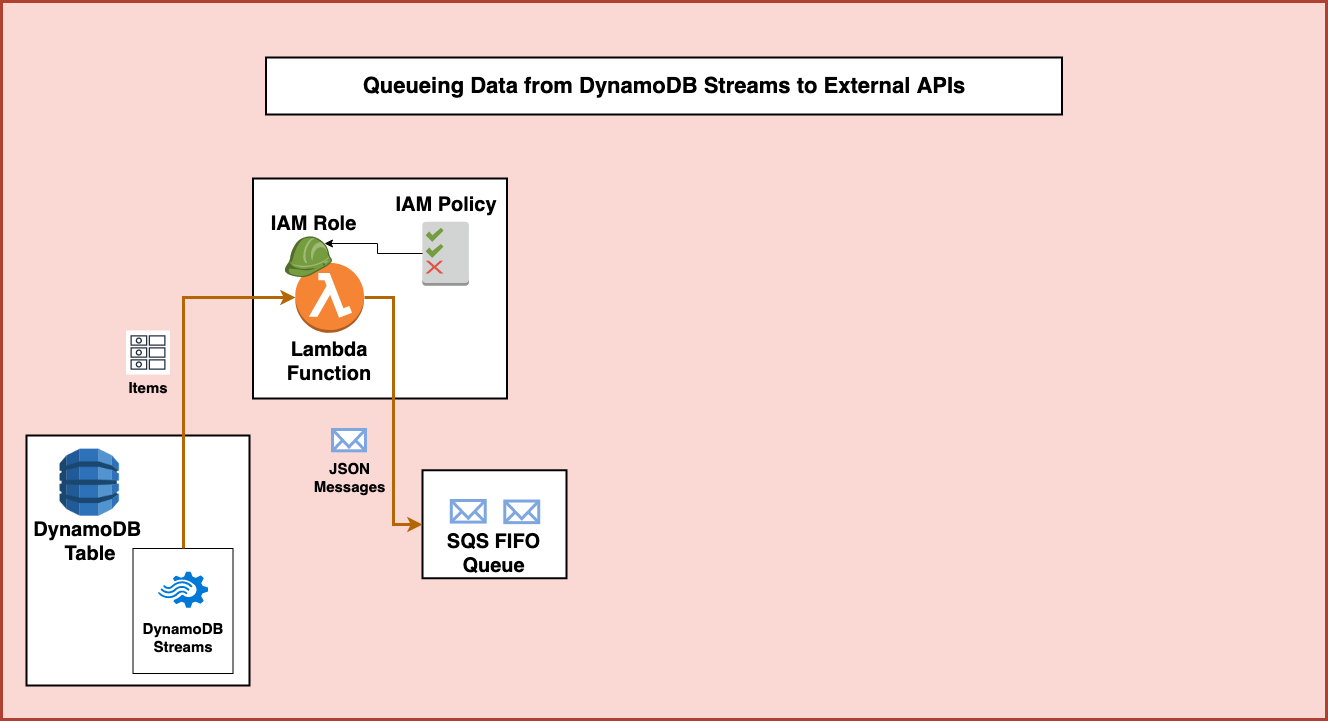 Queueing Data from DynamoDB Streams to External APIs
IAM Policy
IAM Role
Lambda
Function
Items
JSON
Messages
DynamoDB
Table
SQS FIFO
Queue
DynamoDB
Streams